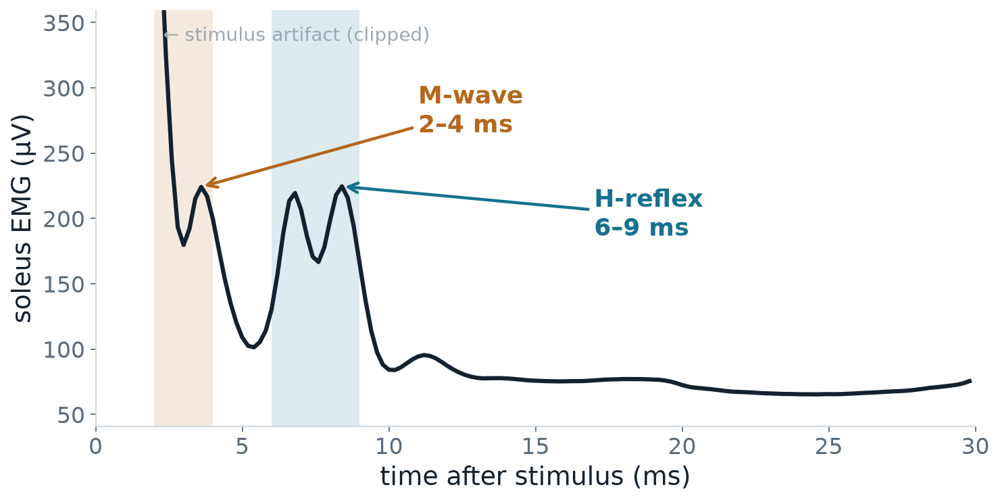 ← stimulus artifact (clipped)
M-wave
2–4 ms
H-reflex
6–9 ms
soleus EMG (µV)
350
300
250
200
150
100
50
0 5 10 15 20 25 30
time after stimulus (ms)